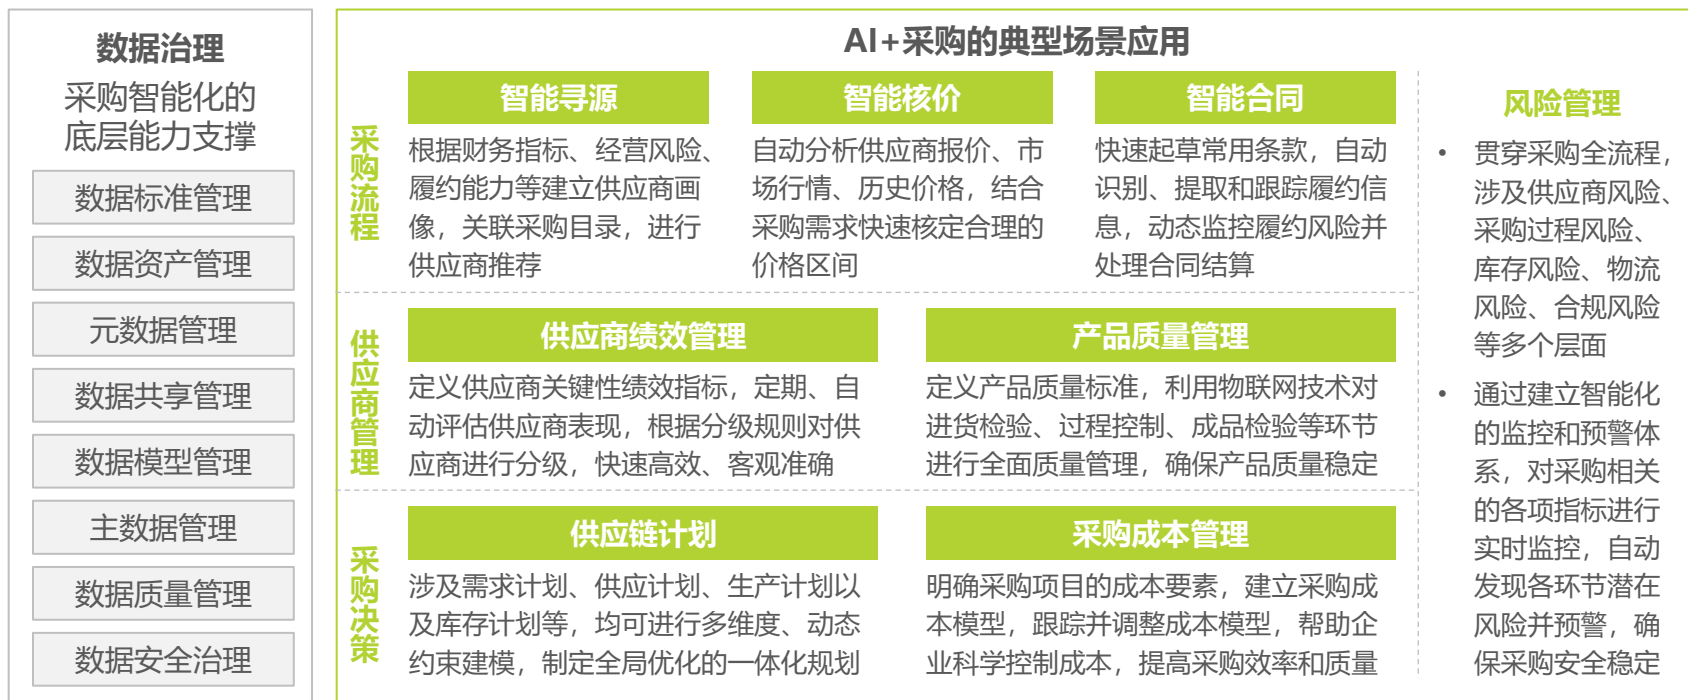 数据治理
采购智能化的
底层能力支撑
数据标准管理
数据资产管理
元数据管理
数据共享管理
数据模型管理
主数据管理
数据质量管理
数据安全治理
AI+采购的典型场景应用
采购流程
智能寻源
根据财务指标、经营风险、
履约能力等建立供应商画
像，关联采购目录，进行
供应商推荐
智能核价
自动分析供应商报价、市
场行情、历史价格，结合
采购需求快速核定合理的
价格区间
智能合同
快速起草常用条款，自动
识别、提取和跟踪履约信
息，动态监控履约风险并
处理合同结算
供应商管理
供应商绩效管理
定义供应商关键性绩效指标，定期、自
动评估供应商表现，根据分级规则对供
应商进行分级，快速高效、客观准确
产品质量管理
定义产品质量标准，利用物联网技术对
进货检验、过程控制、成品检验等环节
进行全面质量管理，确保产品质量稳定
采购决策
供应链计划
涉及需求计划、供应计划、生产计划以
及库存计划等，均可进行多维度、动态
约束建模，制定全局优化的一体化规划
采购成本管理
明确采购项目的成本要素，建立采购成
本模型，跟踪并调整成本模型，帮助企
业科学控制成本，提高采购效率和质量
风险管理
• 贯穿采购全流程，
涉及供应商风险、
采购过程风险、
库存风险、物流
风险、合规风险
等多个层面
• 通过建立智能化
的监控和预警体
系，对采购相关
的各项指标进行
实时监控，自动
发现各环节潜在
风险并预警，确
保采购安全稳定